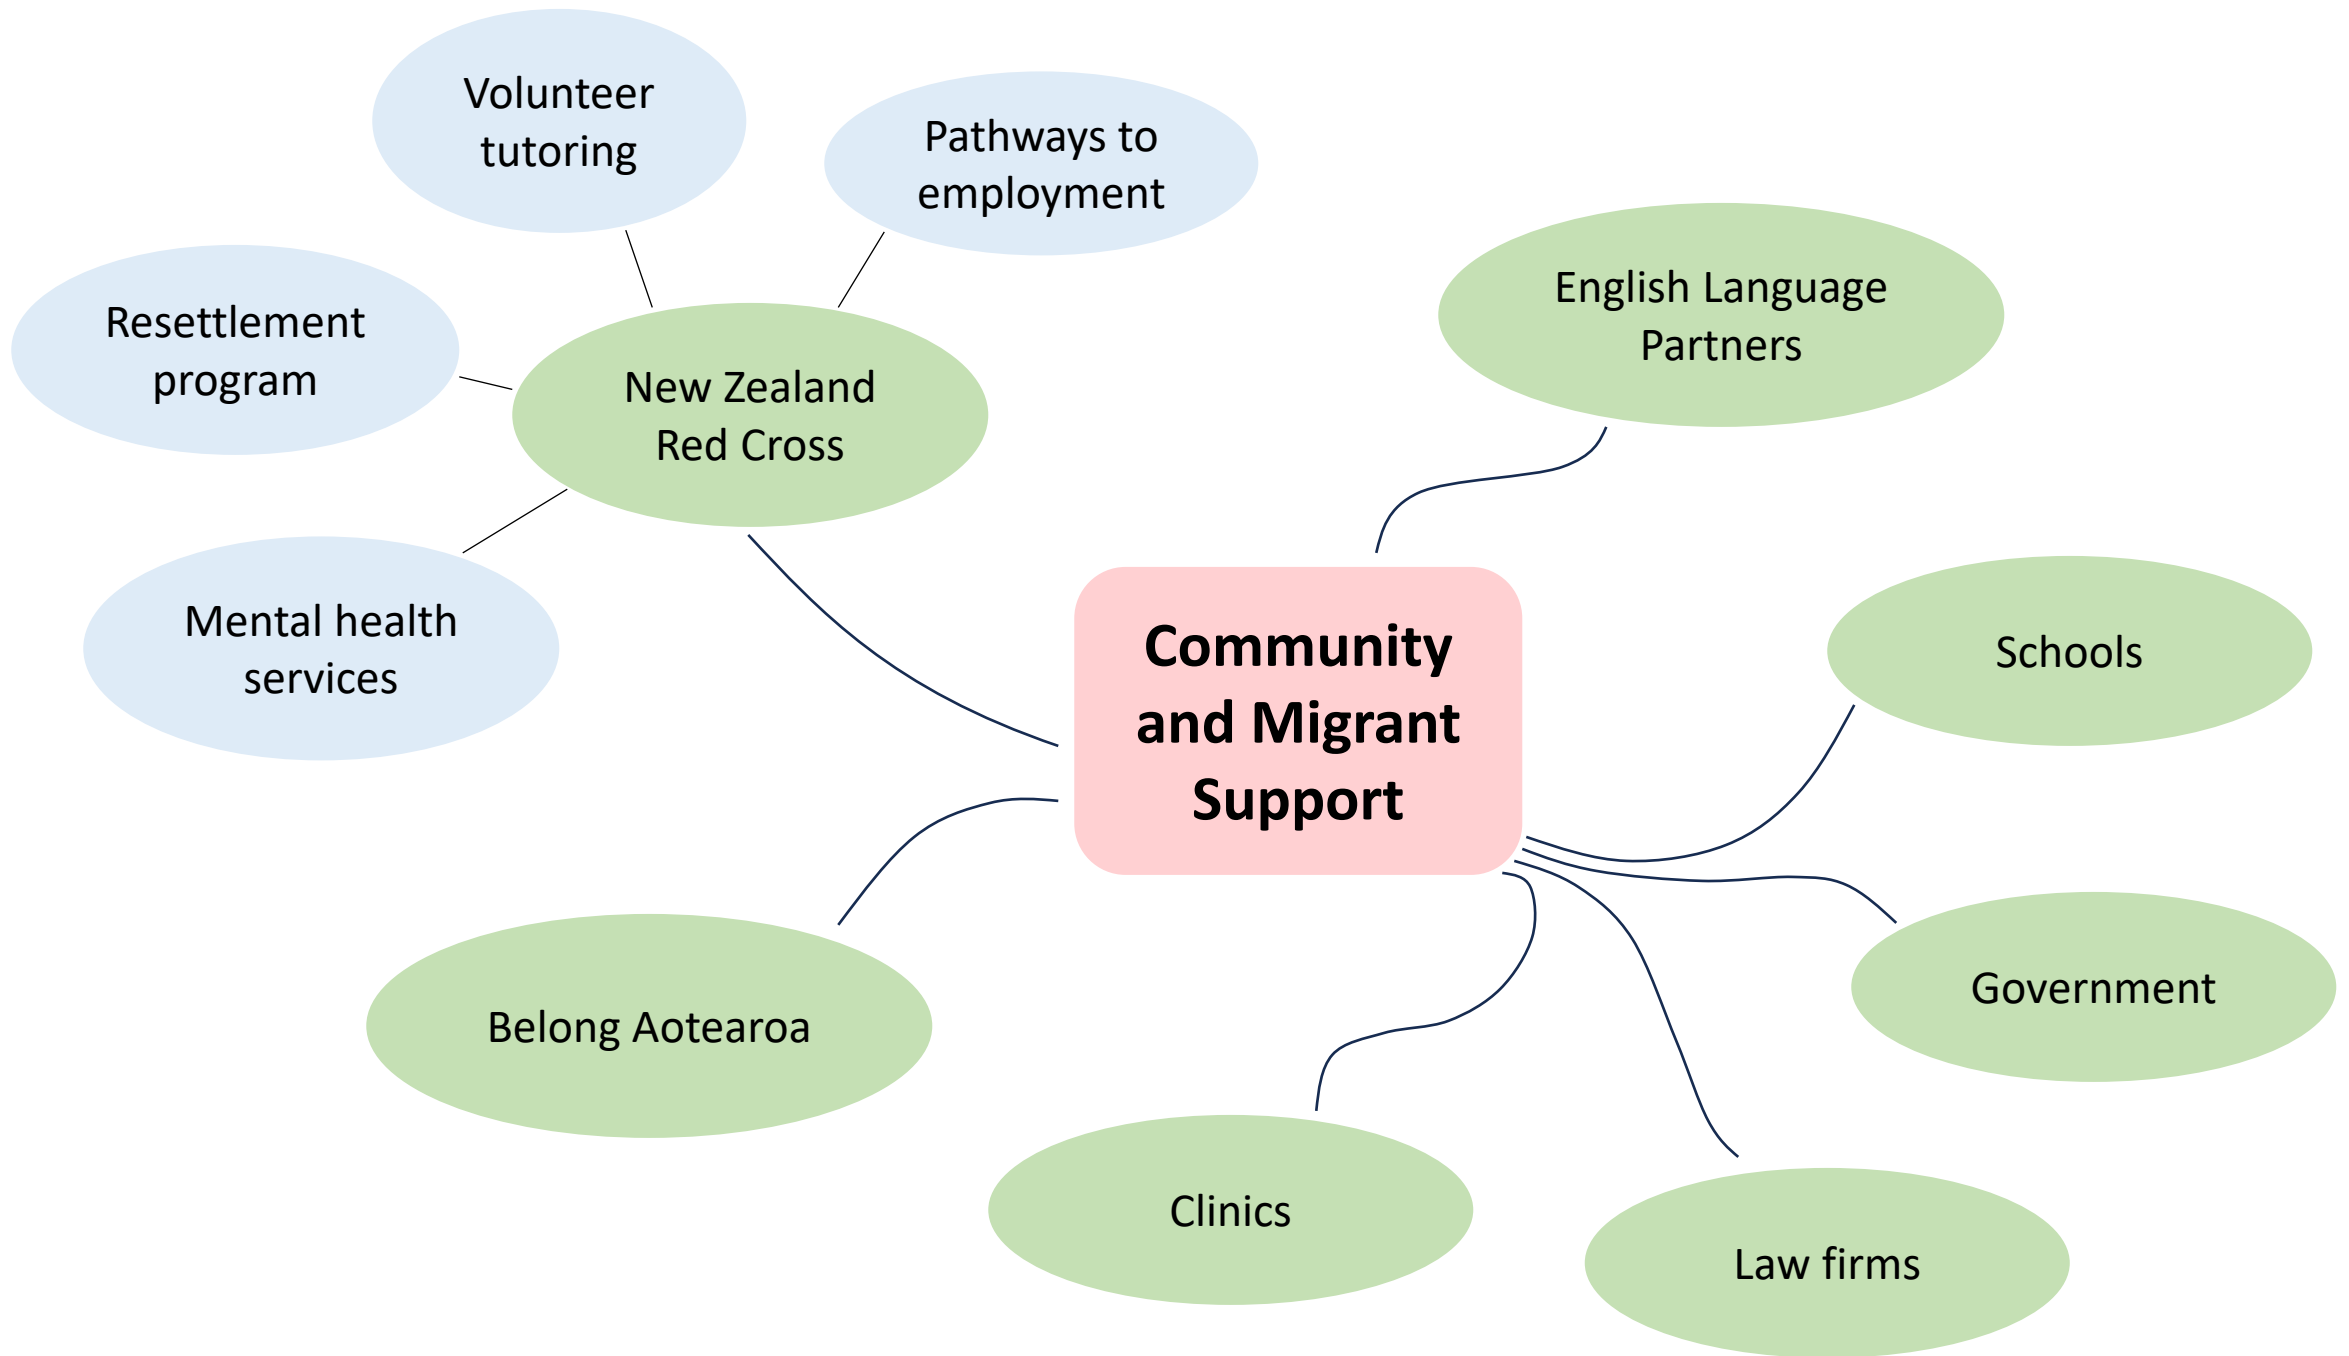 Volunteer
tutoring
Pathways to
employment
Resettlement
program
New Zealand
Red Cross
English Language
Partners
Mental health
services
Community
and Migrant
Support
Schools
Belong Aotearoa
Government
Clinics
Law firms